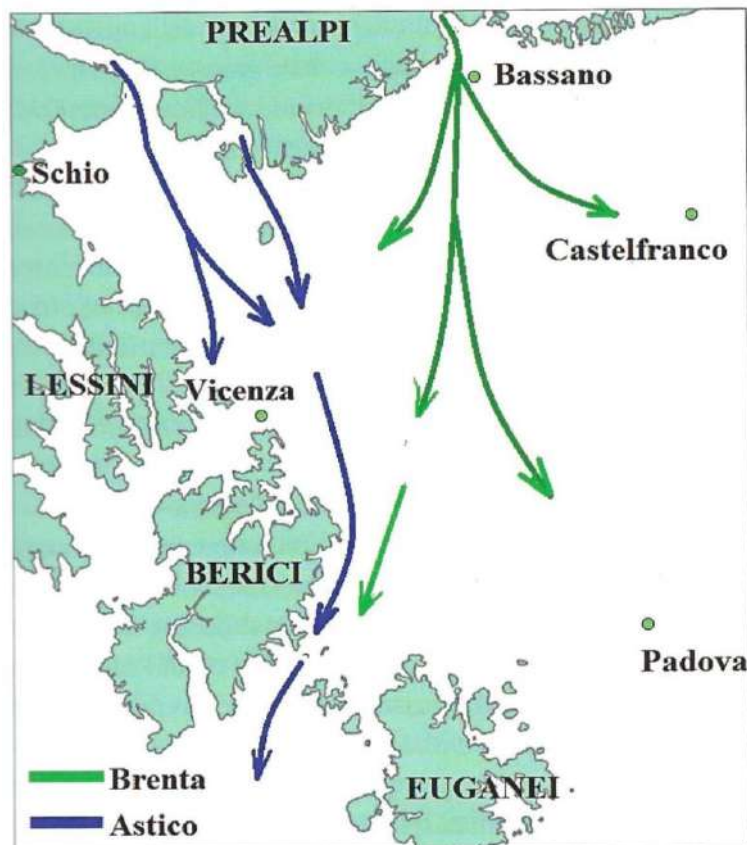 PREALPI
Bassano
Schio
Castelfranco
LESSINI
Vicenza
BERICI
Padova
EUGANEI
Brenta
Astico